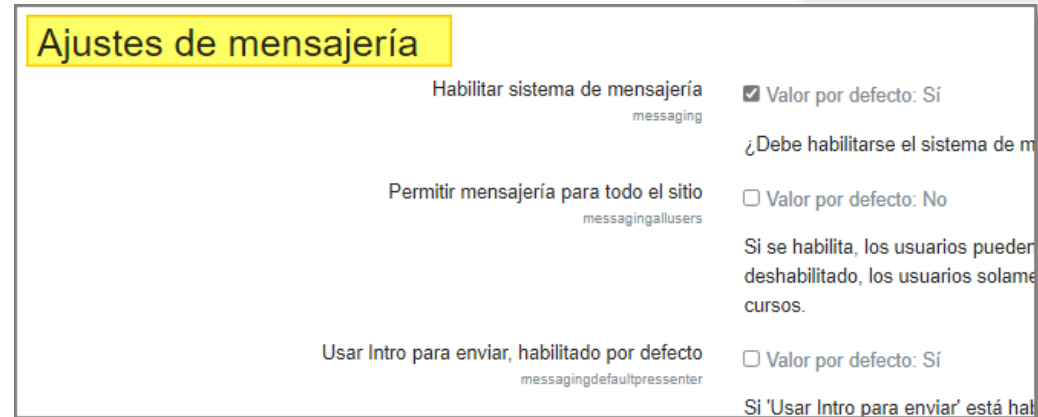 Ajustes de mensajería
Habilitar sistema de mensajería
messaging
Valor por defecto: Sí
¿Debe habilitarse el sistema de m
Permitir mensajería para todo el sitio
messagingallusers
Valor por defecto: No
Si se habilita, los usuarios pueden
deshabilitado, los usuarios solame
cursos.
Usar Intro para enviar, habilitado por defecto
messagingdefaultpressenter
Valor por defecto: Sí
Si 'Usar Intro para enviar' está hab